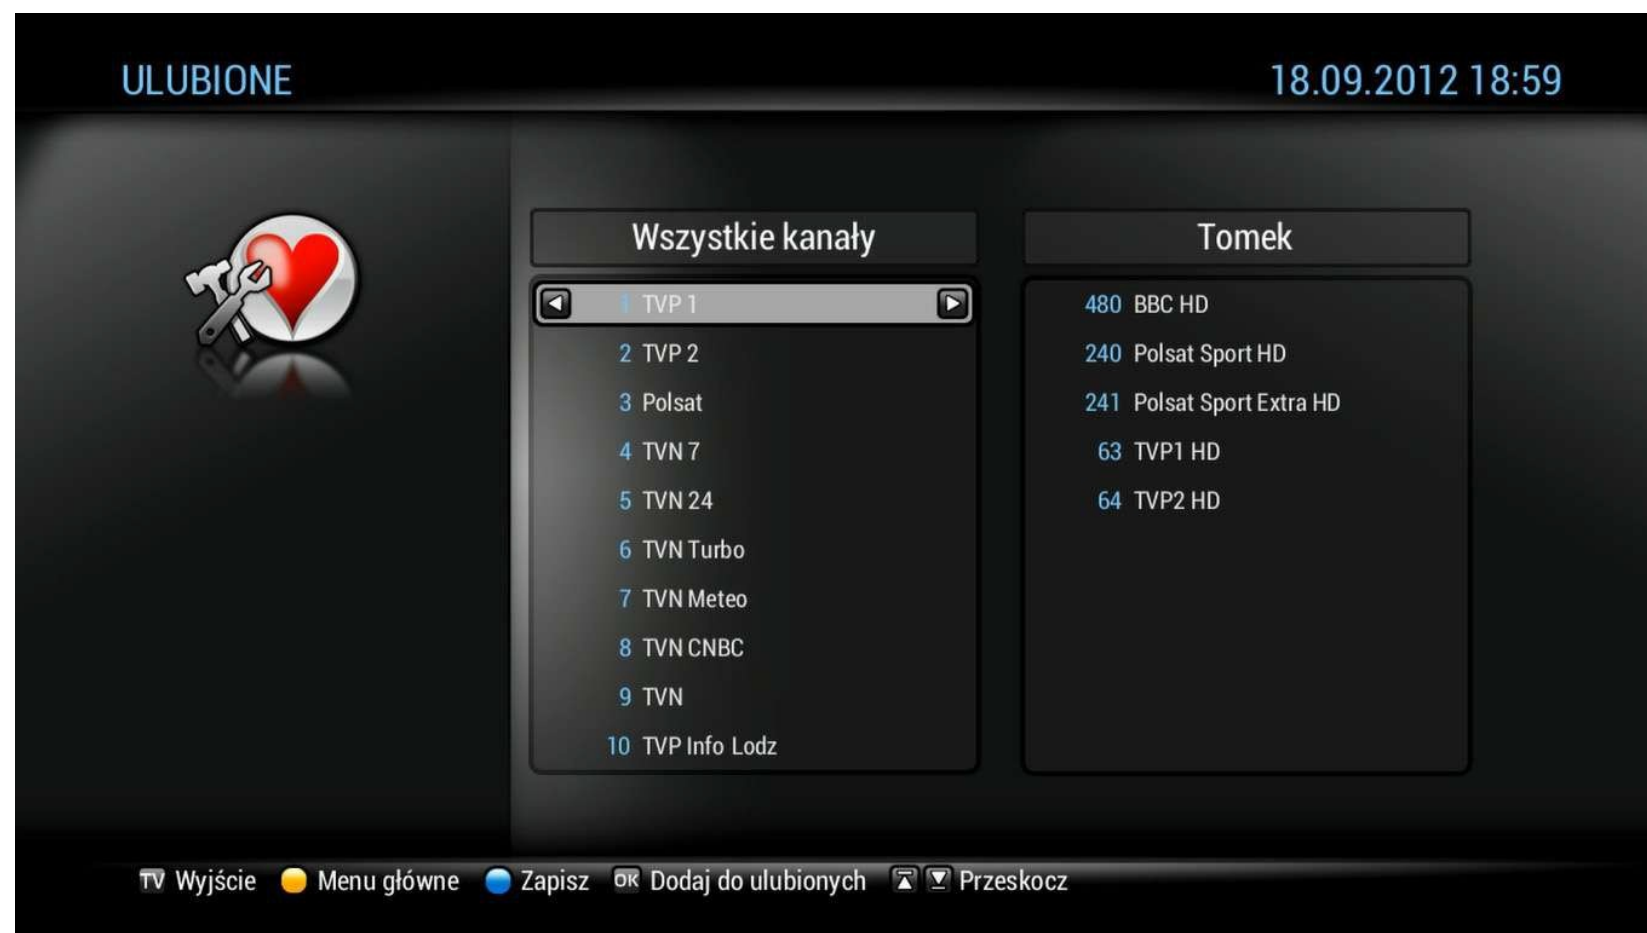 ULUBIONE
18.09.2012 18:59
Wszystkie kanały
1 TVP 1
2 TVP 2
3 Polsat
4 TVN 7
5 TVN 24
6 TVN Turbo
7 TVN Meteo
8 TVN CNBC
9 TVN
10 TVP Info Lodz
Tomek
480 BBC HD
240 Polsat Sport HD
241 Polsat Sport Extra HD
63 TVP1 HD
64 TVP2 HD
TV Wyjście Menu główne Zapisz OK Dodaj do ulubionych Przeskocz